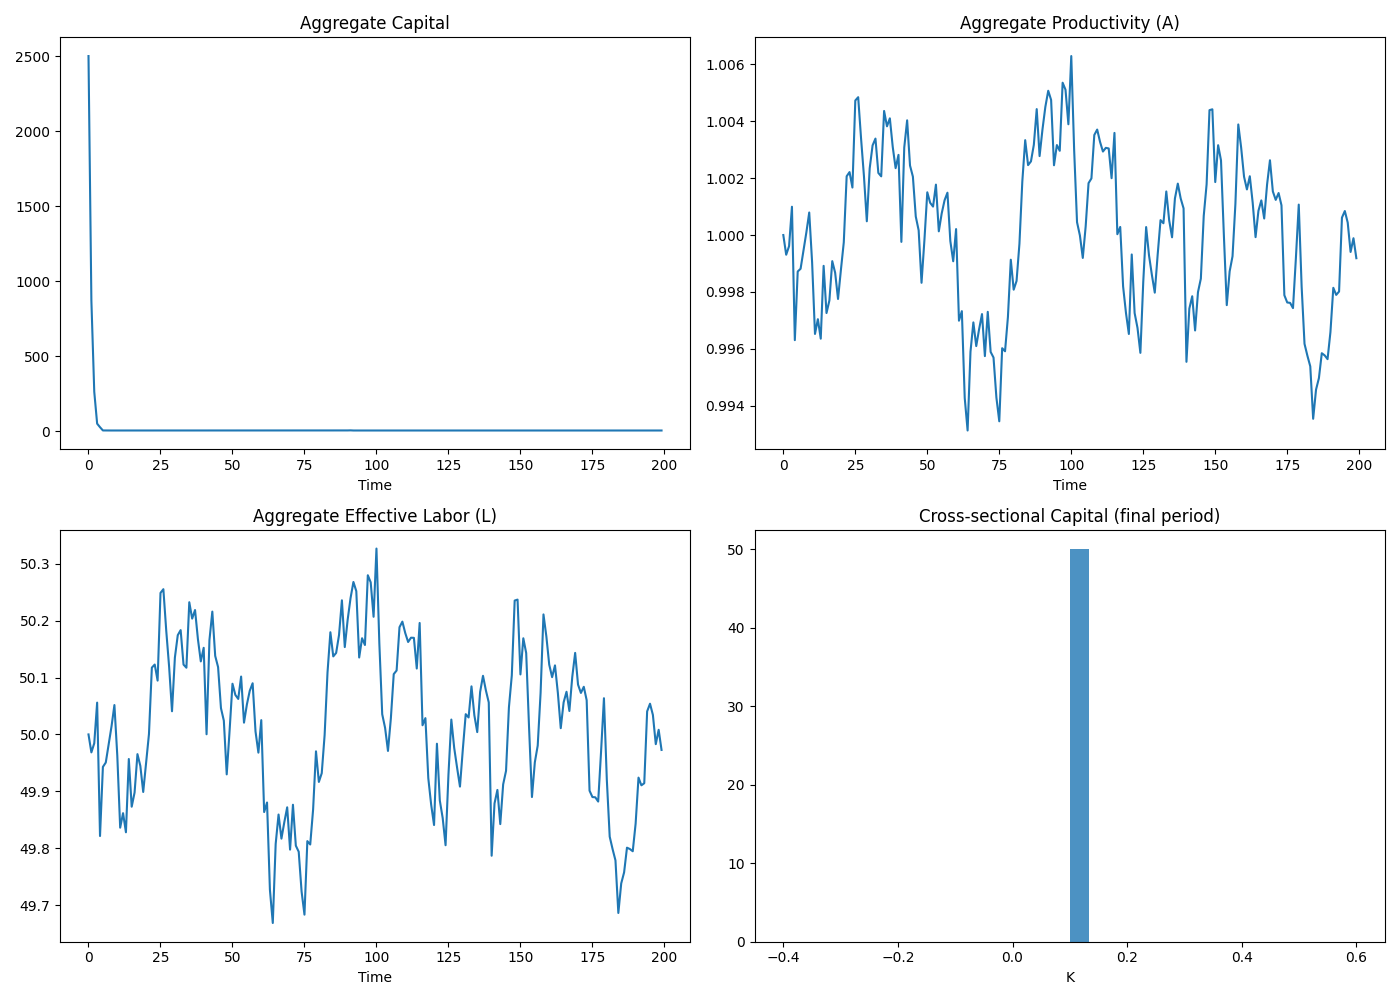 Aggregate Capital
2500
2000
1500
1000
500
0
0 25 50 75 100 125 150 175 200
Time
Aggregate Productivity (A)
1.006
1.004
1.002
1.000
0.998
0.996
0.994
0 25 50 75 100 125 150 175 200
Time
Aggregate Effective Labor (L)
50.3
50.2
50.1
50.0
49.9
49.8
49.7
0 25 50 75 100 125 150 175 200
Time
Cross-sectional Capital (final period)
50
40
30
20
10
0
−0.4 −0.2 0.0 0.2 0.4 0.6
K